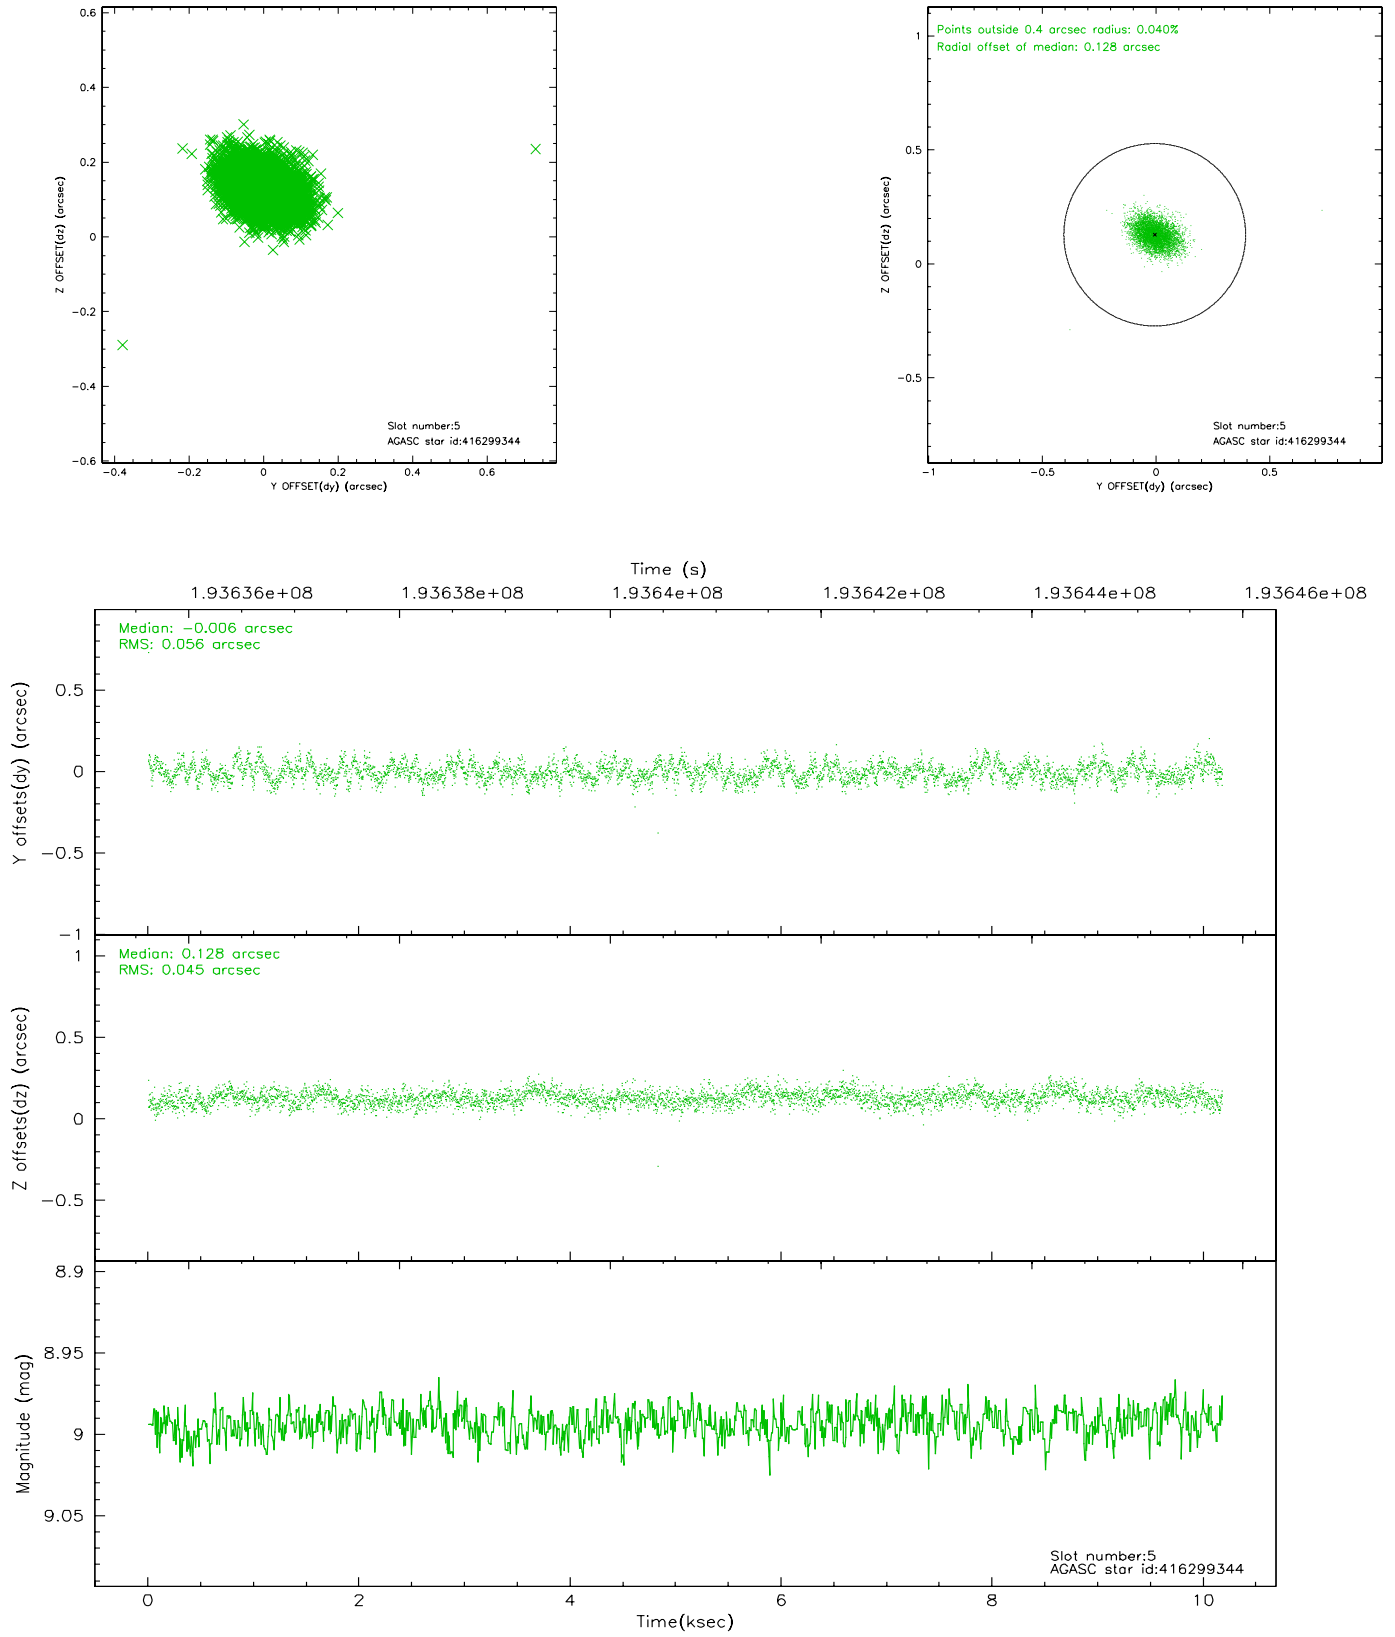 0.6
0.4
0.2
0
−0.2
−0.4
−0.6
Z OFFSET(dz) (arcsec)
Slot number:5
AGASC star id:416299344
−0.4 −0.2 0 0.2 0.4 0.6
Y OFFSET(dy) (arcsec)
Points outside 0.4 arcsec radius: 0.040%
Radial offset of median: 0.128 arcsec
1
0.5
0
−0.5
Z OFFSET(dz) (arcsec)
Slot number:5
AGASC star id:416299344
−1 −0.5 0 0.5
Y OFFSET(dy) (arcsec)
Time (s)
1.93636e+08 1.93638e+08 1.9364e+08 1.93642e+08 1.93644e+08 1.93646e+08
Median: −0.006 arcsec
RMS: 0.056 arcsec
0.5
0
−0.5
−1
Y offsets(dy) (arcsec)
Median: 0.128 arcsec
RMS: 0.045 arcsec
1
0.5
0
−0.5
Z offsets(dz) (arcsec)
8.9
8.95
9
9.05
Magnitude (mag)
Slot number:5
AGASC star id:416299344
0 2 4 6 8 10
Time(ksec)